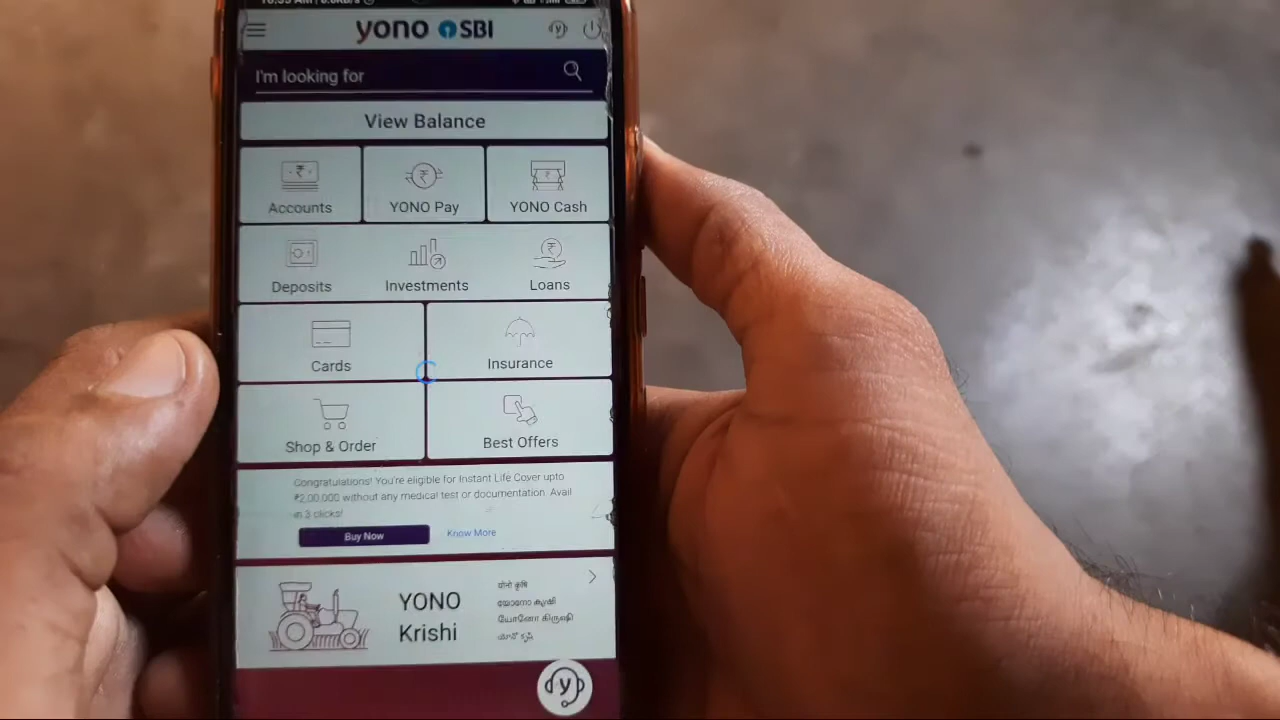 yono SBI
I'm looking for
View Balance
Accounts
YONO Pay
YONO Cash
Deposits
Investments
Loans
Cards
Insurance
Shop & Order
Best Offers
Congratulations! You're eligible for Instant Life Cover upto
₹2,00,000 without any medical test or documentation. Avail
in 3 clicks!
Buy Now
Know More
YONO
Krishi
योनो कृषि
യോനോ കൃഷി
யோனோ கிருஷி
y